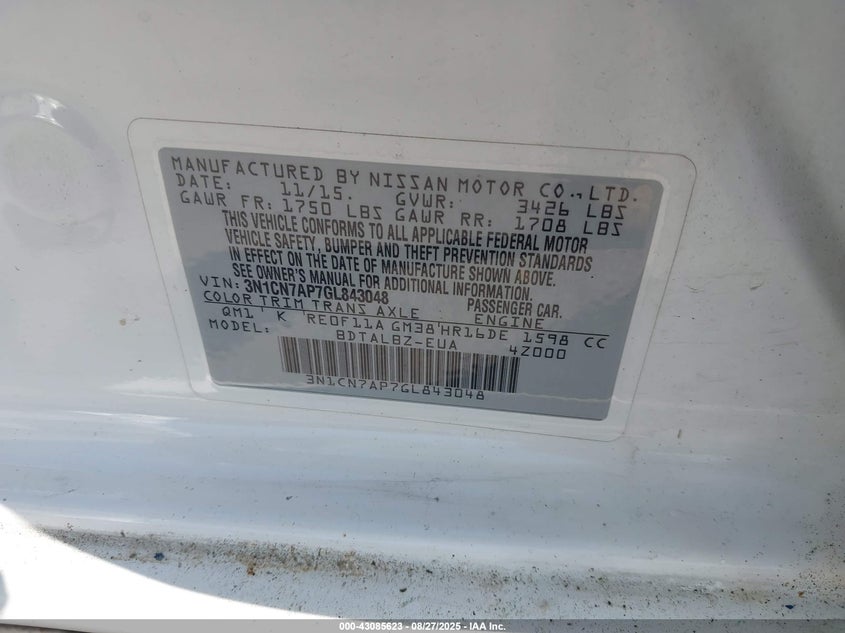 MANUFACTURED BY NISSAN MOTOR CO., LTD.
DATE: 11/15. GVWR: 3426 LBS
GAWR FR: 1750 LBS GAWR RR: 1708 LBS
THIS VEHICLE CONFORMS TO ALL APPLICABLE FEDERAL MOTOR
VEHICLE SAFETY, BUMPER AND THEFT PREVENTION STANDARDS
IN EFFECT ON THE DATE OF MANUFACTURE SHOWN ABOVE.
SEE OWNER'S MANUAL FOR ADDITIONAL INFORMATION.
VIN: 3N1CN7AP7GL843048 PASSENGER CAR.
COLOR TRIM TRANS AXLE ENGINE
QM1 K RE0F11A GM38 HR16DE 1598 CC
MODEL: BDTALBZ-EUA 4Z000
3N1CN7AP7GL843048
000-43085623 - 08/27/2025 - IAA Inc.